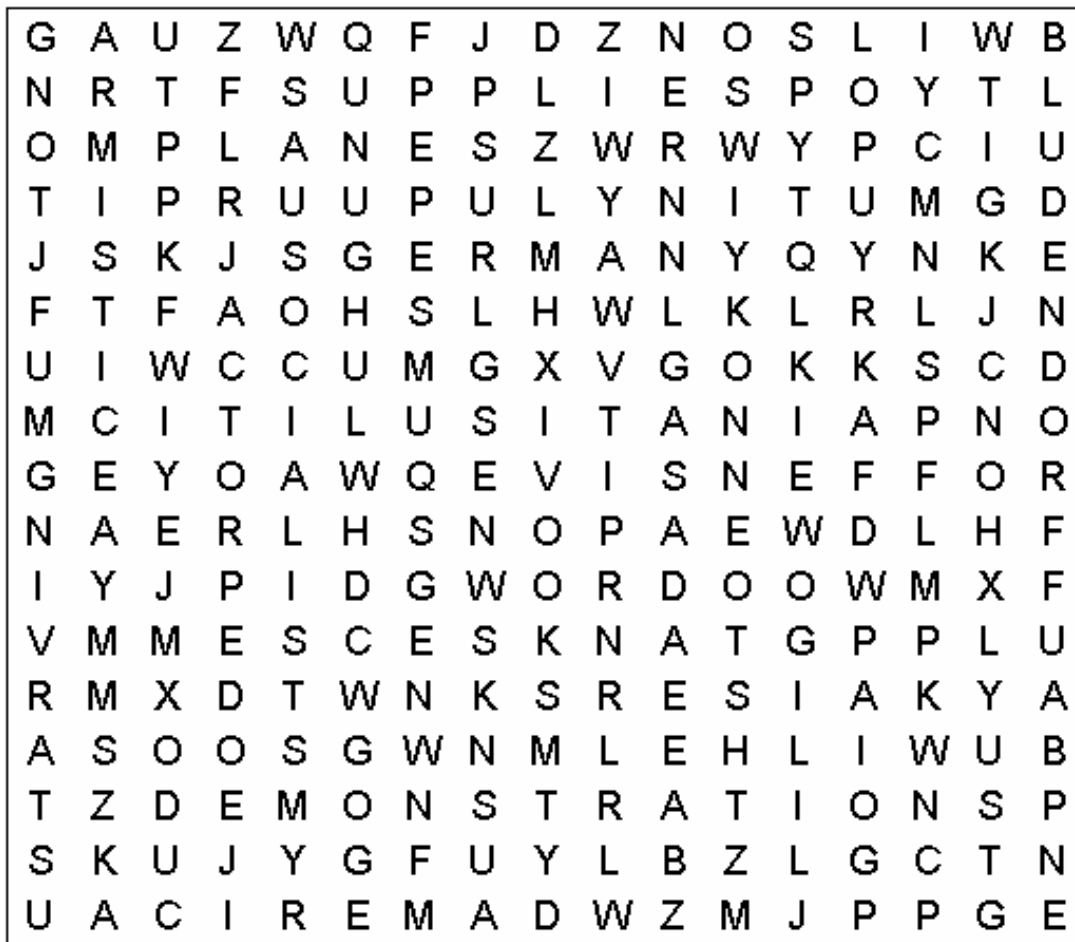 G A U Z W Q F J D Z N O S L I W B
N R T F S U P P L I E S P O Y T L
O M P L A N E S Z W R W Y P C I U
T I P R U U P U L Y N I T U M G D
J S K J S G E R M A N Y Q Y N K E
F T F A O H S L H W L K L R L J N
U I W C C U M G X V G O K K S C D
M C I T I L U S I T A N I A P N O
G E Y O A W Q E V I S N E F F O R
N A E R L H S N O P A E W D L H F
I Y J P I D G W O R D O O W M X F
V M M E S C E S K N A T G P P L U
R M X D T W N K S R E S I A K Y A
A S O O S G W N M L E H L I W U B
T Z D E M O N S T R A T I O N S P
S K U J Y G F U Y L B Z L G C T N
U A C I R E M A D W Z M J P P G E